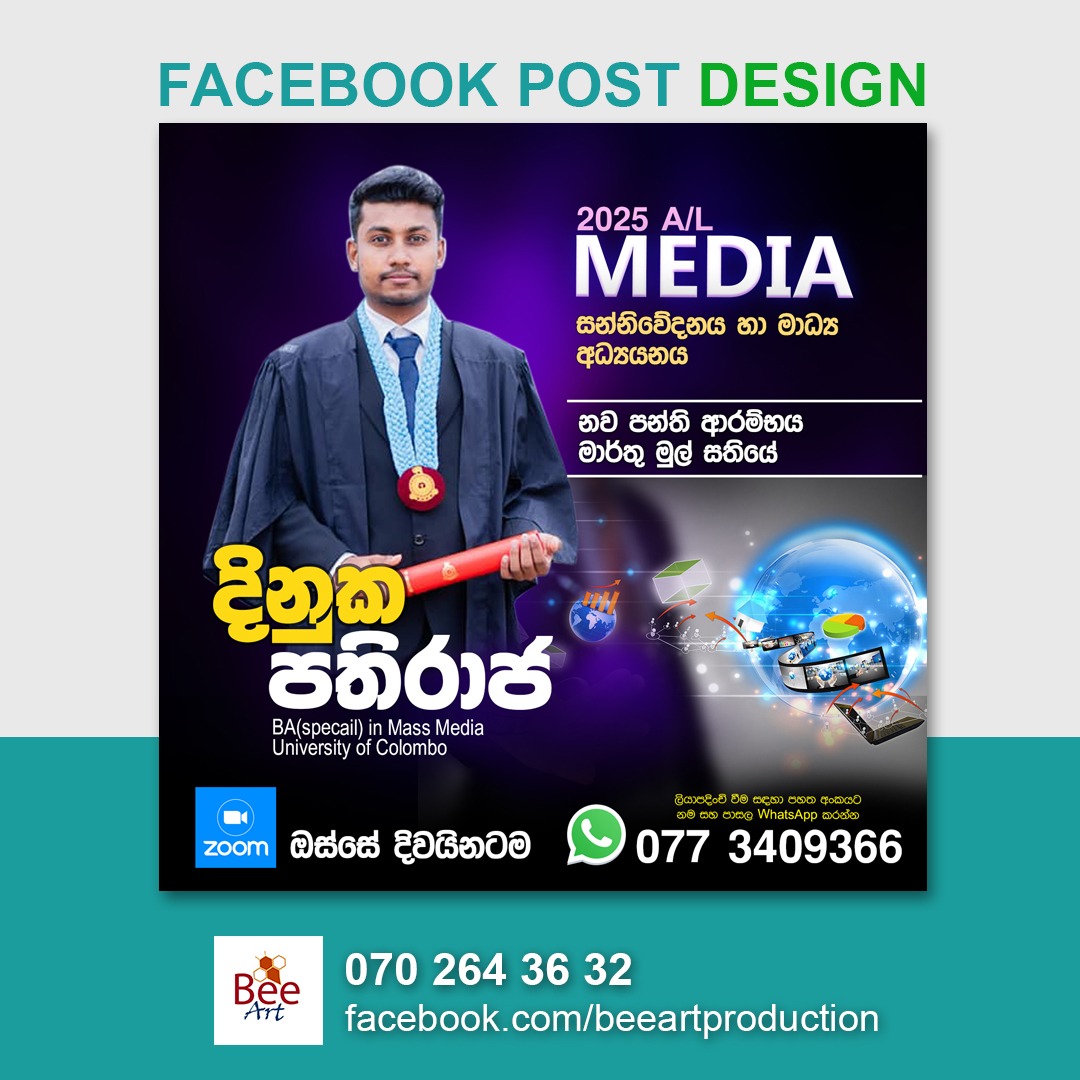 FACEBOOK POST DESIGN
2025 A/L
MEDIA
සන්නිවේදනය හා මාධ්‍ය
අධ්‍යයනය
නව පන්ති ආරම්භය
මාර්තු මුල් සතියේ
දිනුක
පතිරාජ
BA(specail) in Mass Media
University of Colombo
zoom
ඔස්සේ දිවයිනටම
ලියාපදිංචි වීම සඳහා පහත අංකයට
නම සහ පාසල WhatsApp කරන්න
077 3409366
Bee
Art
070 264 36 32
facebook.com/beeartproduction